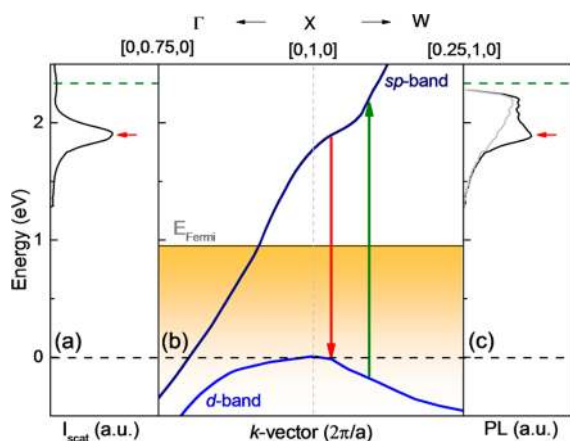 Γ ← X → W
[0,0.75,0] [0,1,0] [0.25,1,0]
sp-band
2
E_Fermi
1
Energy (eV)
(a) (b) (c)
0
d-band
I_scat (a.u.) k-vector (2π/a) PL (a.u.)